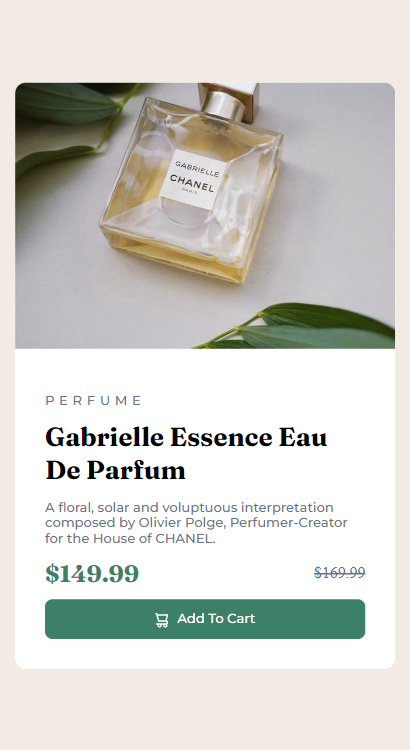 GABRIELLE
CHANEL
PARIS
PERFUME
Gabrielle Essence Eau
De Parfum
A floral, solar and voluptuous interpretation
composed by Olivier Polge, Perfumer-Creator
for the House of CHANEL.
$149.99 $169.99
Add To Cart